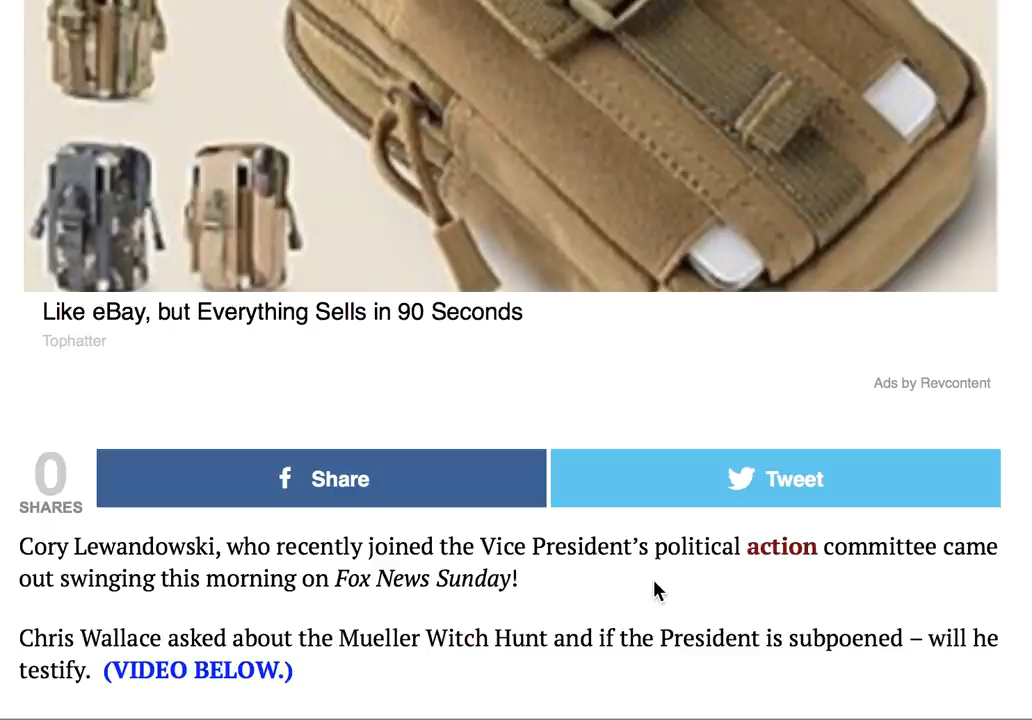 Like eBay, but Everything Sells in 90 Seconds
Tophatter
Ads by Revcontent
0
SHARES
Share
Tweet
Cory Lewandowski, who recently joined the Vice President’s political action committee came
out swinging this morning on Fox News Sunday!
Chris Wallace asked about the Mueller Witch Hunt and if the President is subpoened – will he
testify. (VIDEO BELOW.)